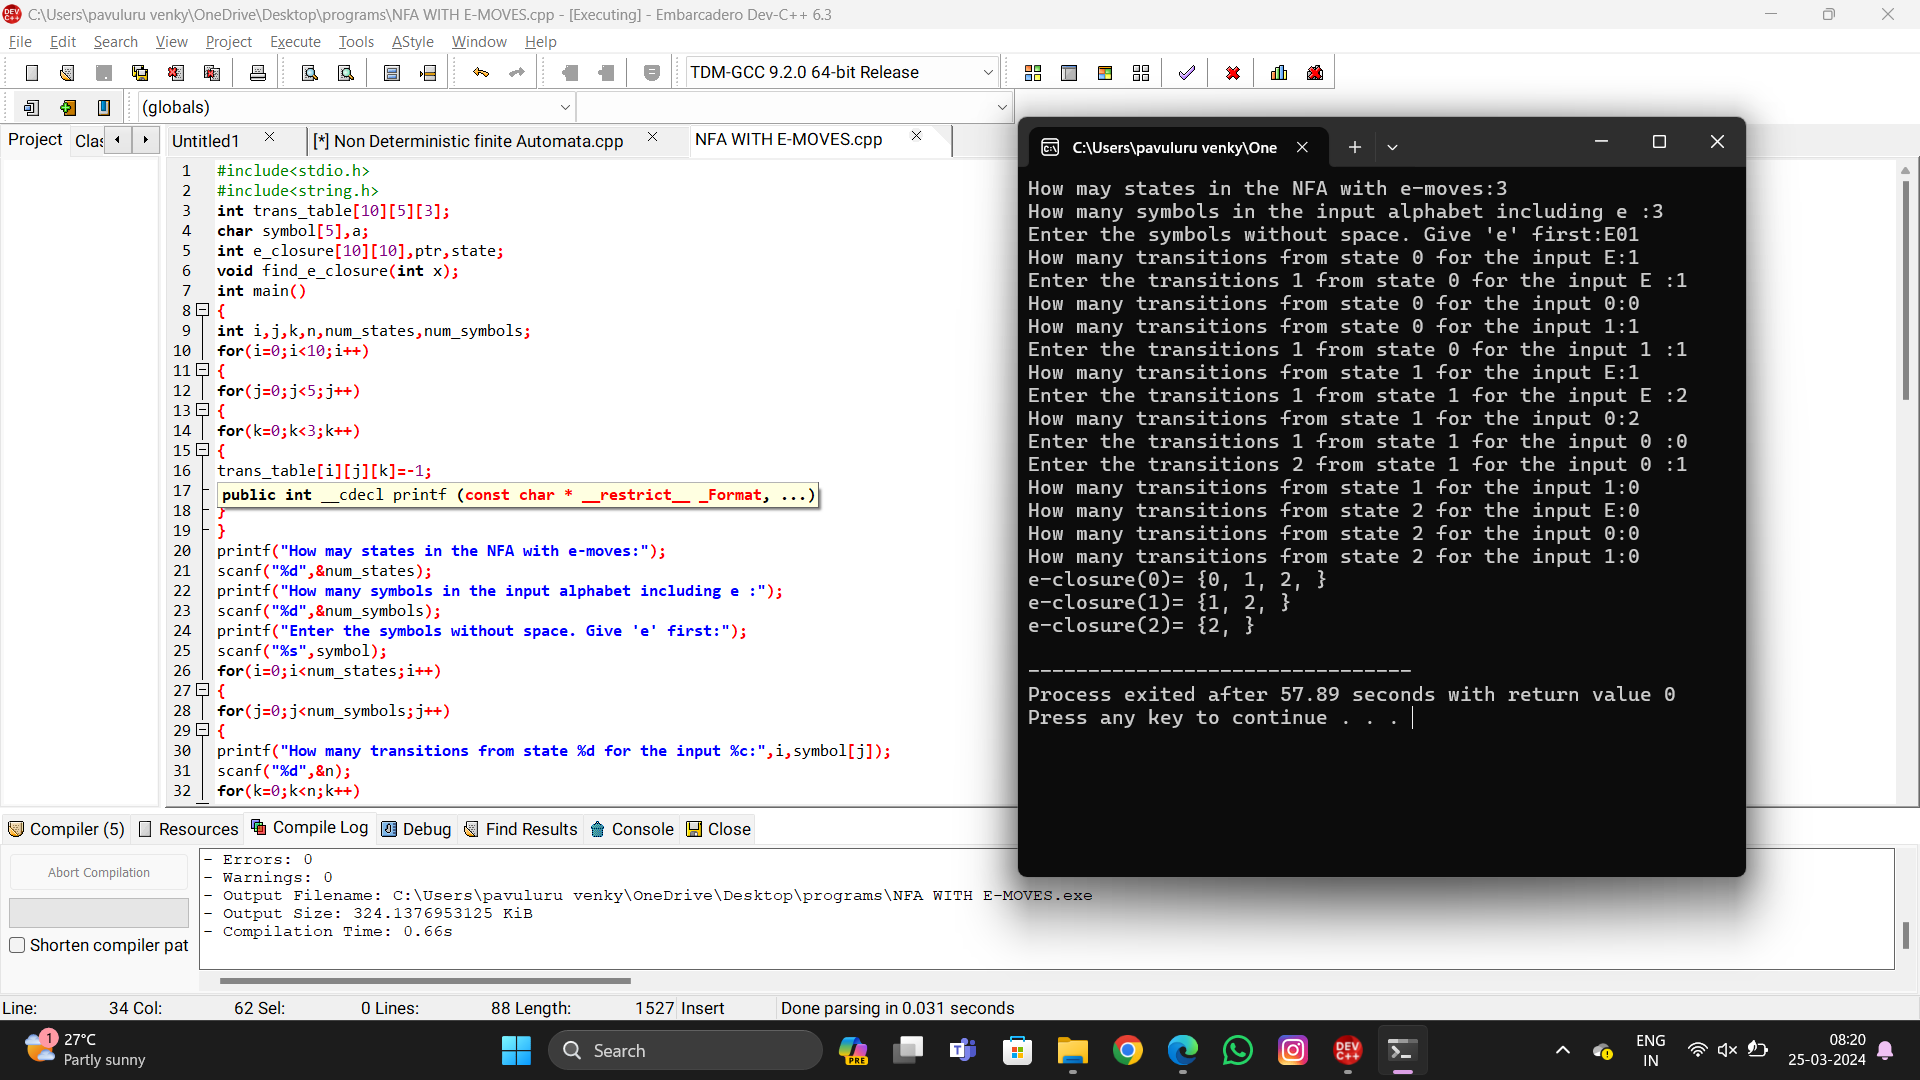 C:\Users\pavuluru venky\OneDrive\Desktop\programs\NFA WITH E-MOVES.cpp - [Executing] - Embarcadero Dev-C++ 6.3
File Edit Search View Project Execute Tools AStyle Window Help
TDM-GCC 9.2.0 64-bit Release
(globals)
Project Clas
Untitled1 [*] Non Deterministic finite Automata.cpp NFA WITH E-MOVES.cpp
1 #include<stdio.h>
2 #include<string.h>
3 int trans_table[10][5][3];
4 char symbol[5],a;
5 int e_closure[10][10],ptr,state;
6 void find_e_closure(int x);
7 int main()
8 {
9 int i,j,k,n,num_states,num_symbols;
10 for(i=0;i<10;i++)
11 {
12 for(j=0;j<5;j++)
13 {
14 for(k=0;k<3;k++)
15 {
16 trans_table[i][j][k]=-1;
17
public int __cdecl printf (const char * __restrict__ _Format, ...)
18 }
19 }
20 printf("How may states in the NFA with e-moves:");
21 scanf("%d",&num_states);
22 printf("How many symbols in the input alphabet including e :");
23 scanf("%d",&num_symbols);
24 printf("Enter the symbols without space. Give 'e' first:");
25 scanf("%s",symbol);
26 for(i=0;i<num_states;i++)
27 {
28 for(j=0;j<num_symbols;j++)
29 {
30 printf("How many transitions from state %d for the input %c:",i,symbol[j]);
31 scanf("%d",&n);
32 for(k=0;k<n;k++)
C:\Users\pavuluru venky\One
How may states in the NFA with e-moves:3
How many symbols in the input alphabet including e :3
Enter the symbols without space. Give 'e' first:E01
How many transitions from state 0 for the input E:1
Enter the transitions 1 from state 0 for the input E :1
How many transitions from state 0 for the input 0:0
How many transitions from state 0 for the input 1:1
Enter the transitions 1 from state 0 for the input 1 :1
How many transitions from state 1 for the input E:1
Enter the transitions 1 from state 1 for the input E :2
How many transitions from state 1 for the input 0:2
Enter the transitions 1 from state 1 for the input 0 :0
Enter the transitions 2 from state 1 for the input 0 :1
How many transitions from state 1 for the input 1:0
How many transitions from state 2 for the input E:0
How many transitions from state 2 for the input 0:0
How many transitions from state 2 for the input 1:0
e-closure(0)= {0, 1, 2, }
e-closure(1)= {1, 2, }
e-closure(2)= {2, }
--------------------------------
Process exited after 57.89 seconds with return value 0
Press any key to continue . . .
Compiler (5) Resources Compile Log Debug Find Results Console Close
Abort Compilation
Shorten compiler pat
- Errors: 0
- Warnings: 0
- Output Filename: C:\Users\pavuluru venky\OneDrive\Desktop\programs\NFA WITH E-MOVES.exe
- Output Size: 324.1376953125 KiB
- Compilation Time: 0.66s
Line: 34 Col: 62 Sel: 0 Lines: 88 Length: 1527 Insert Done parsing in 0.031 seconds
1
27°C
Partly sunny
Search
PRE
DEV C++
ENG
IN
08:20
25-03-2024